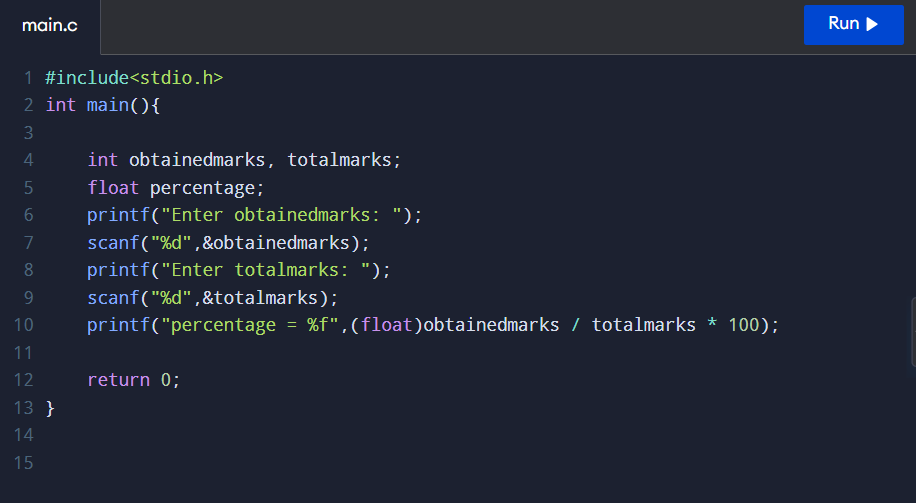 main.c
Run
1 #include<stdio.h>
2 int main(){
3
4     int obtainedmarks, totalmarks;
5     float percentage;
6     printf("Enter obtainedmarks: ");
7     scanf("%d",&obtainedmarks);
8     printf("Enter totalmarks: ");
9     scanf("%d",&totalmarks);
10     printf("percentage = %f",(float)obtainedmarks / totalmarks * 100);
11
12     return 0;
13 }
14
15